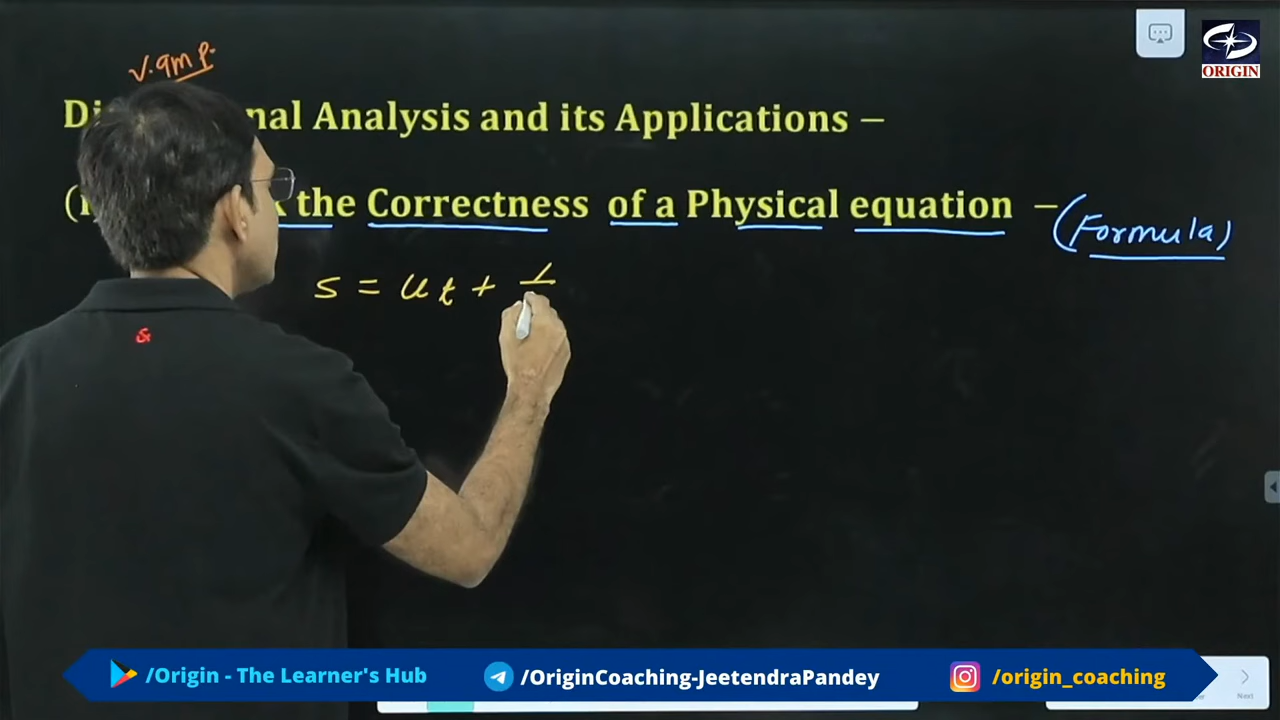 v. imp.
ORIGIN
nal Analysis and its Applications –
the Correctness of a Physical equation – (Formula)
s = ut + 1
&
/Origin - The Learner's Hub
/OriginCoaching-JeetendraPandey
/origin_coaching
Next